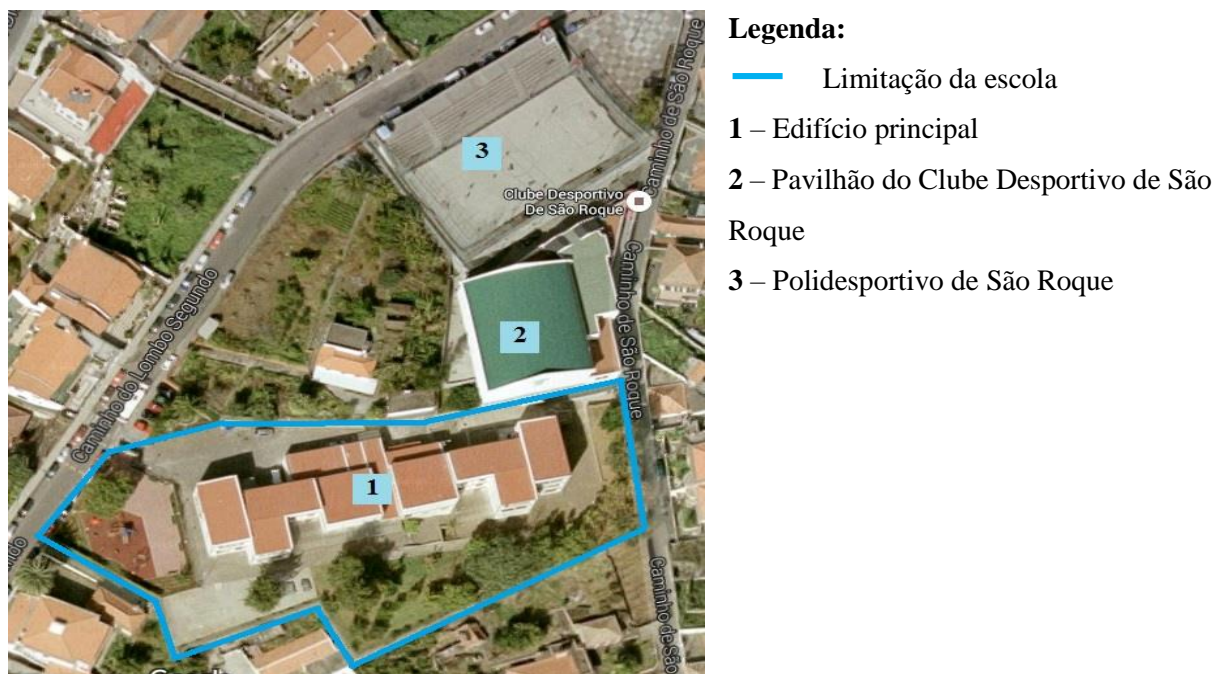 Legenda:
Limitação da escola
1 – Edifício principal
2 – Pavilhão do Clube Desportivo de São
Roque
3 – Polidesportivo de São Roque
Caminho de São Roque
3
Clube Desportivo
De São Roque
Caminho de São Roque
2
Caminho do Lombo Segundo
1
Caminho de São